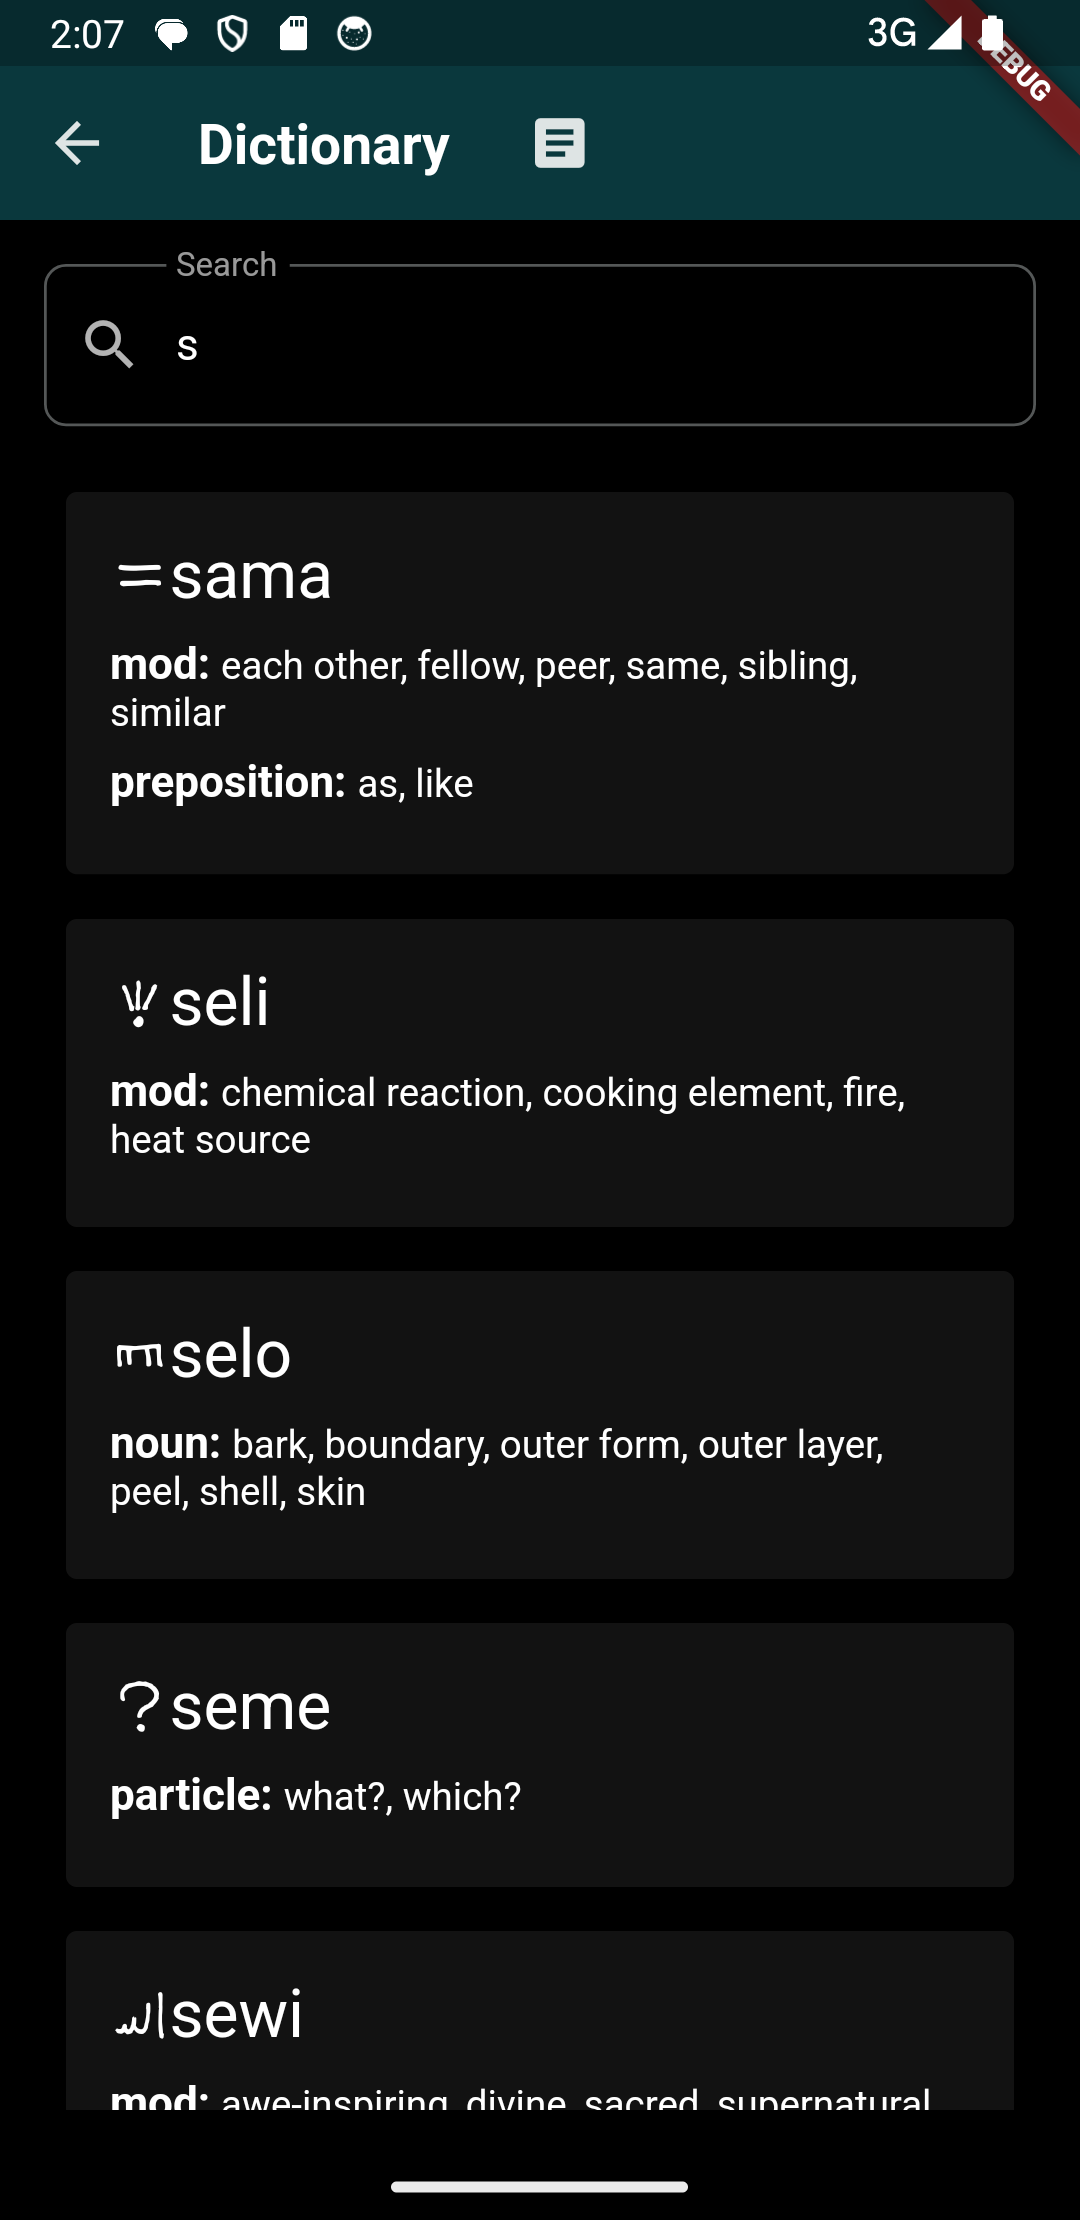 2:07
3G
DEBUG
Dictionary
Search
s
sama
mod: each other, fellow, peer, same, sibling,
similar
preposition: as, like
seli
mod: chemical reaction, cooking element, fire,
heat source
selo
noun: bark, boundary, outer form, outer layer,
peel, shell, skin
?seme
particle: what?, which?
sewi
mod: awe-inspiring, divine, sacred, supernatural